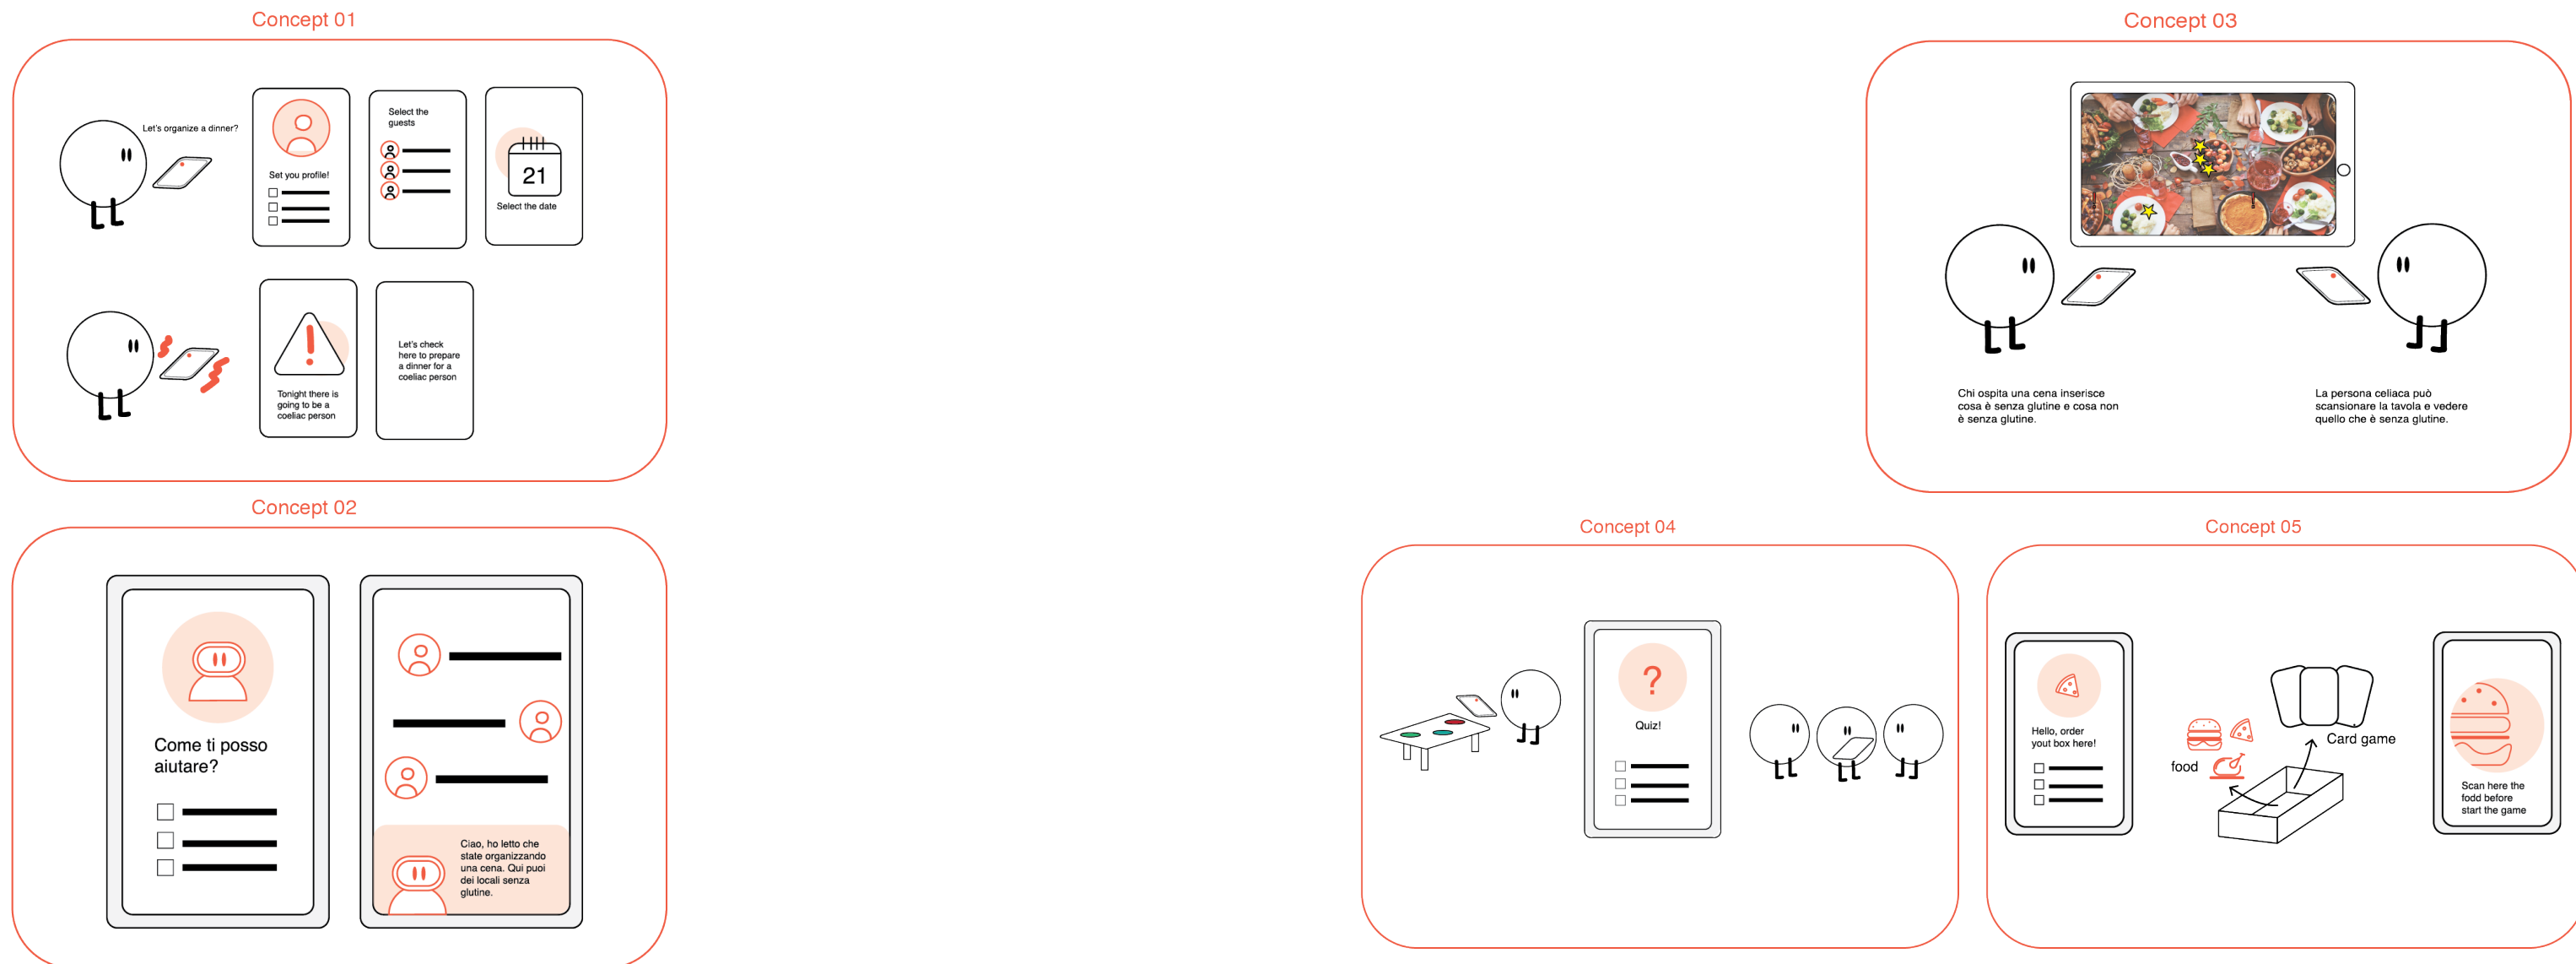 Concept 01
Let's organize a dinner?
Set you profile!
Select the
guests
21
Select the date
Tonight there is
going to be a
coeliac person
Let's check
here to prepare
a dinner for a
coeliac person
Concept 02
Come ti posso
aiutare?
Ciao, ho letto che
state organizzando
una cena. Qui puoi
dei locali senza
glutine.
Concept 03
Chi ospita una cena inserisce
cosa è senza glutine e cosa non
è senza glutine.
La persona celiaca può
scansionare la tavola e vedere
quello che è senza glutine.
Concept 04
?
Quiz!
Concept 05
Hello, order
yout box here!
food
Card game
Scan here the
fodd before
start the game